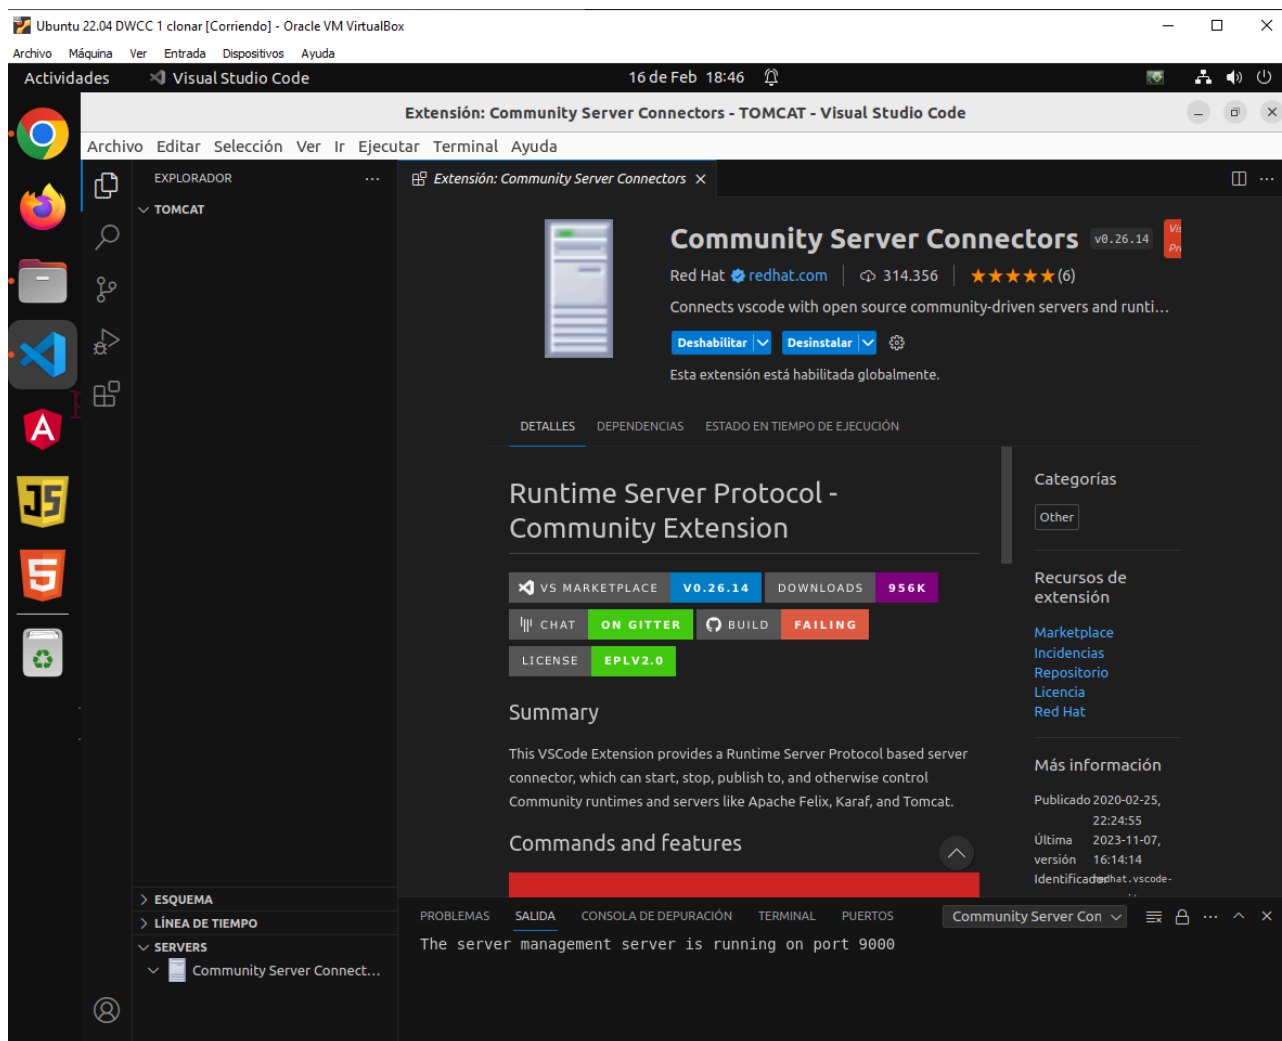 Ubuntu 22.04 DWCC 1 clonar [Corriendo] - Oracle VM VirtualBox
Archivo Máquina Ver Entrada Dispositivos Ayuda
Actividades Visual Studio Code 16 de Feb 18:46
Extensión: Community Server Connectors - TOMCAT - Visual Studio Code
Archivo Editar Selección Ver Ir Ejecutar Terminal Ayuda
EXPLORADOR
TOMCAT
Extensión: Community Server Connectors
Community Server Connectors v0.26.14
Red Hat redhat.com 314.356 (6)
Connects vscode with open source community-driven servers and runti…
Deshabilitar Desinstalar
Esta extensión está habilitada globalmente.
DETALLES DEPENDENCIAS ESTADO EN TIEMPO DE EJECUCIÓN
Runtime Server Protocol -
Community Extension
VS MARKETPLACE V0.26.14 DOWNLOADS 956K
CHAT ON GITTER BUILD FAILING
LICENSE EPLV2.0
Summary
This VSCode Extension provides a Runtime Server Protocol based server
connector, which can start, stop, publish to, and otherwise control
Community runtimes and servers like Apache Felix, Karaf, and Tomcat.
Commands and features
Categorías
Other
Recursos de
extensión
Marketplace
Incidencias
Repositorio
Licencia
Red Hat
Más información
Publicado 2020-02-25,
22:24:55
Última 2023-11-07,
versión 16:14:14
Identificador redhat.vscode-
ESQUEMA
LÍNEA DE TIEMPO
SERVERS
Community Server Connect…
PROBLEMAS SALIDA CONSOLA DE DEPURACIÓN TERMINAL PUERTOS Community Server Con
The server management server is running on port 9000